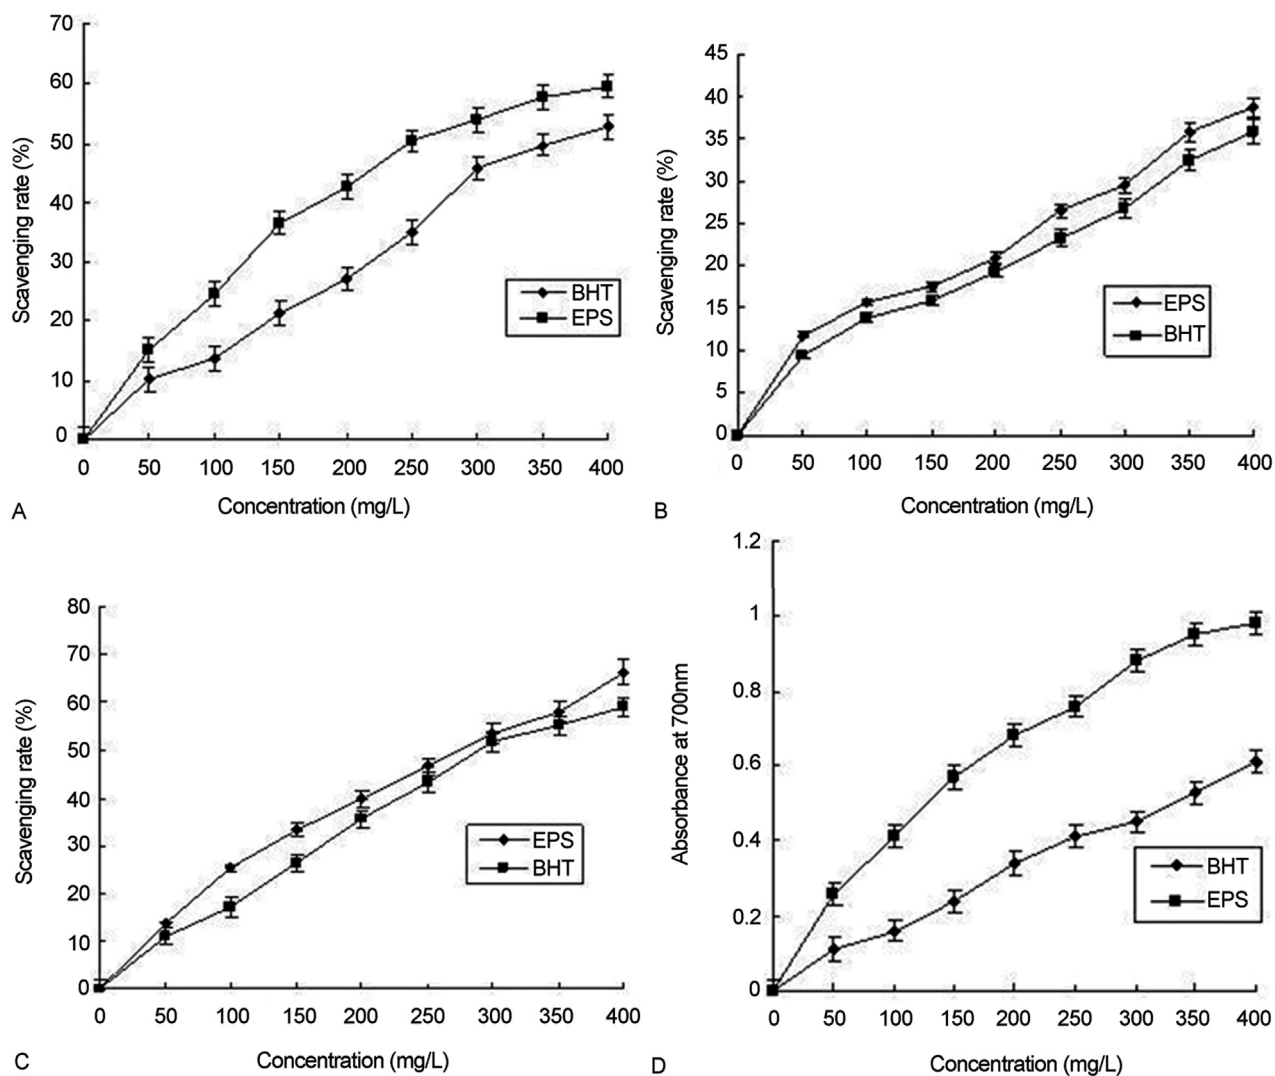 70
60
50
40
30
20
10
0
Scavenging rate (%)
BHT
EPS
0 50 100 150 200 250 300 350 400
Concentration (mg/L)
A
45
40
35
30
25
20
15
10
5
0
Scavenging rate (%)
EPS
BHT
0 50 100 150 200 250 300 350 400
Concentration (mg/L)
B
80
70
60
50
40
30
20
10
0
Scavenging rate (%)
EPS
BHT
0 50 100 150 200 250 300 350 400
Concentration (mg/L)
C
1.2
1
0.8
0.6
0.4
0.2
0
Absorbance at 700nm
BHT
EPS
0 50 100 150 200 250 300 350 400
Concentration (mg/L)
D